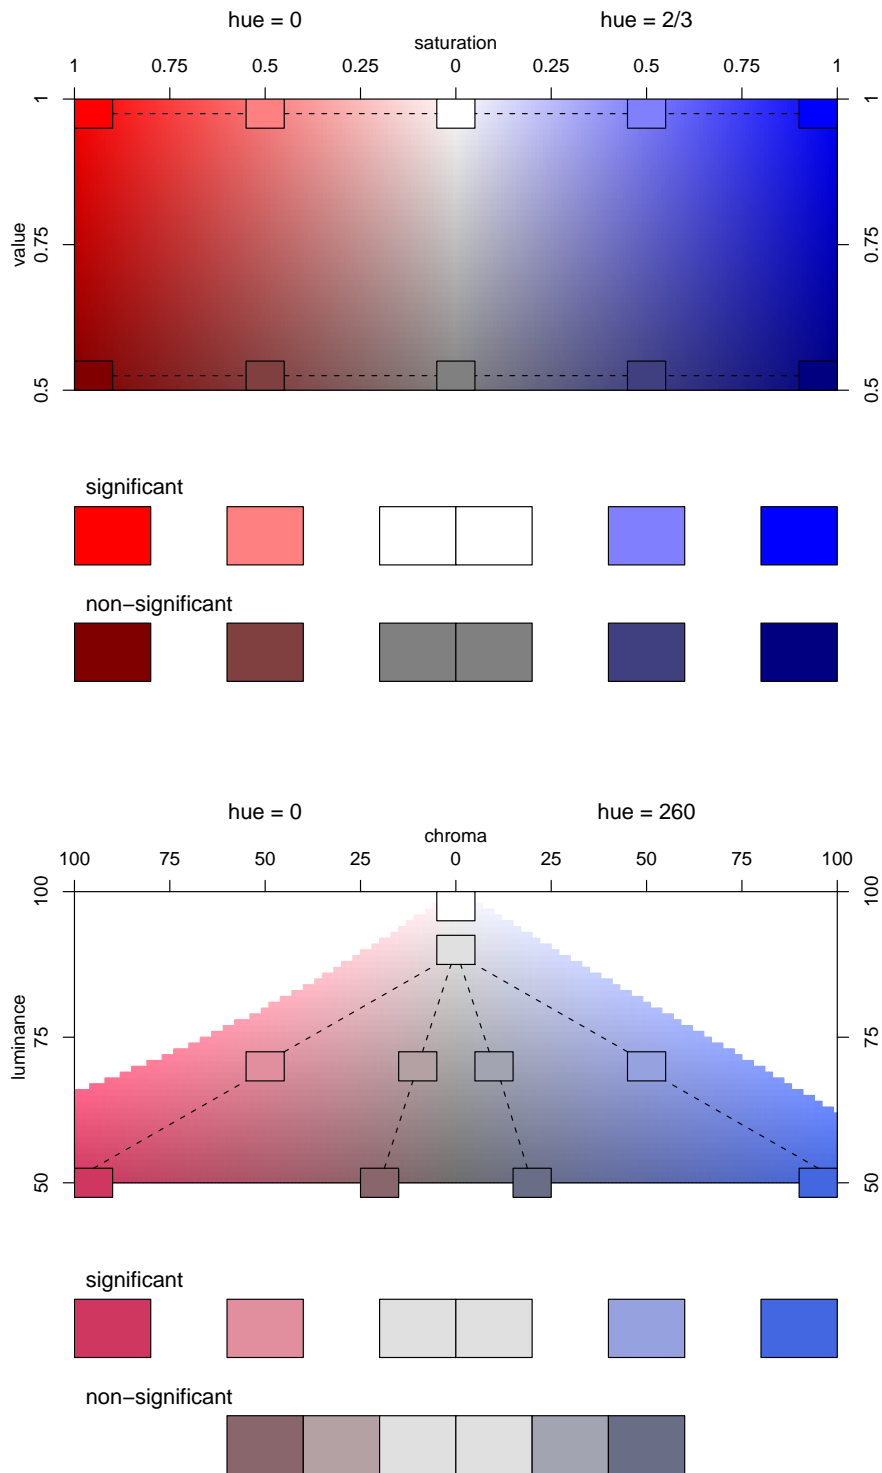 hue = 0 hue = 2/3
saturation
1 0.75 0.5 0.25 0 0.25 0.5 0.75 1
1 1
value
0.75 0.75
0.5 0.5
significant
non−significant
hue = 0 hue = 260
chroma
100 75 50 25 0 25 50 75 100
100 100
luminance
75 75
50 50
significant
non−significant